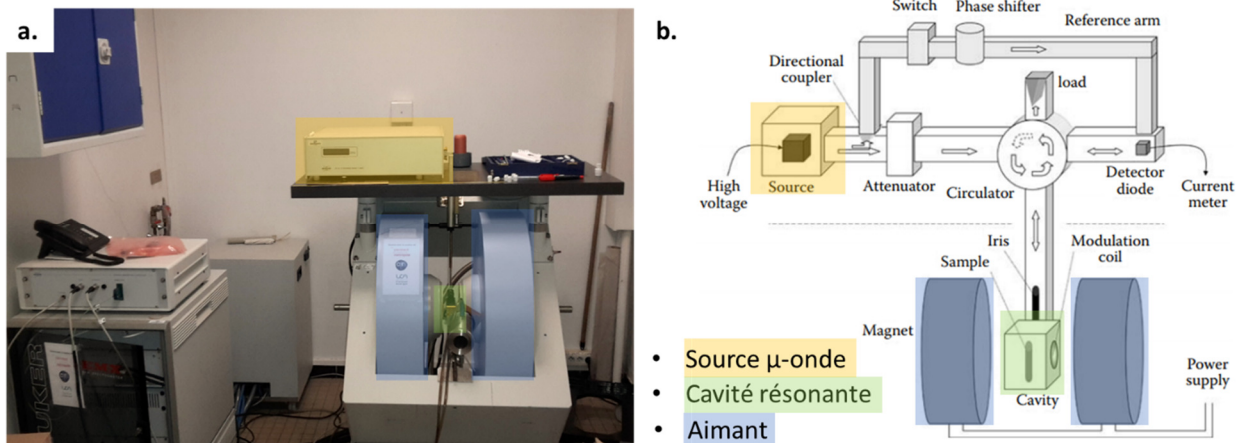 a.
UKER
b.
Switch
Phase shifter
Reference arm
Directional
coupler
load
High
voltage
Source
Attenuator
Circulator
Detector
diode
Current
meter
Iris
Sample
Modulation
coil
Magnet
Cavity
Power
supply
• Source μ-onde
• Cavité résonante
• Aimant